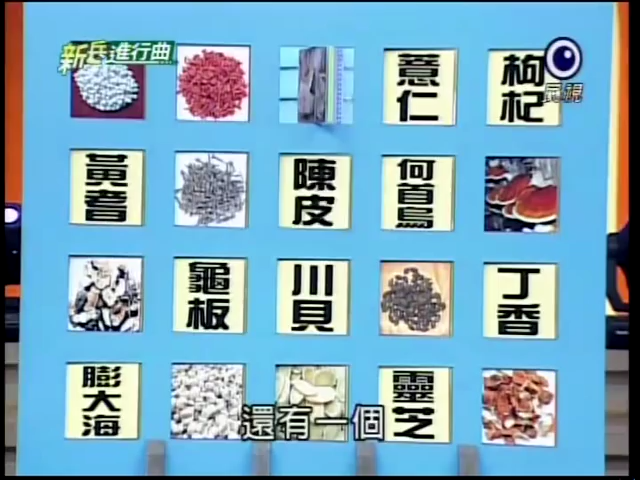 新兵進行曲
民視
薏仁
枸杞
黃耆
陳皮
何首烏
龜板
川貝
丁香
膨大海
靈芝
還有一個